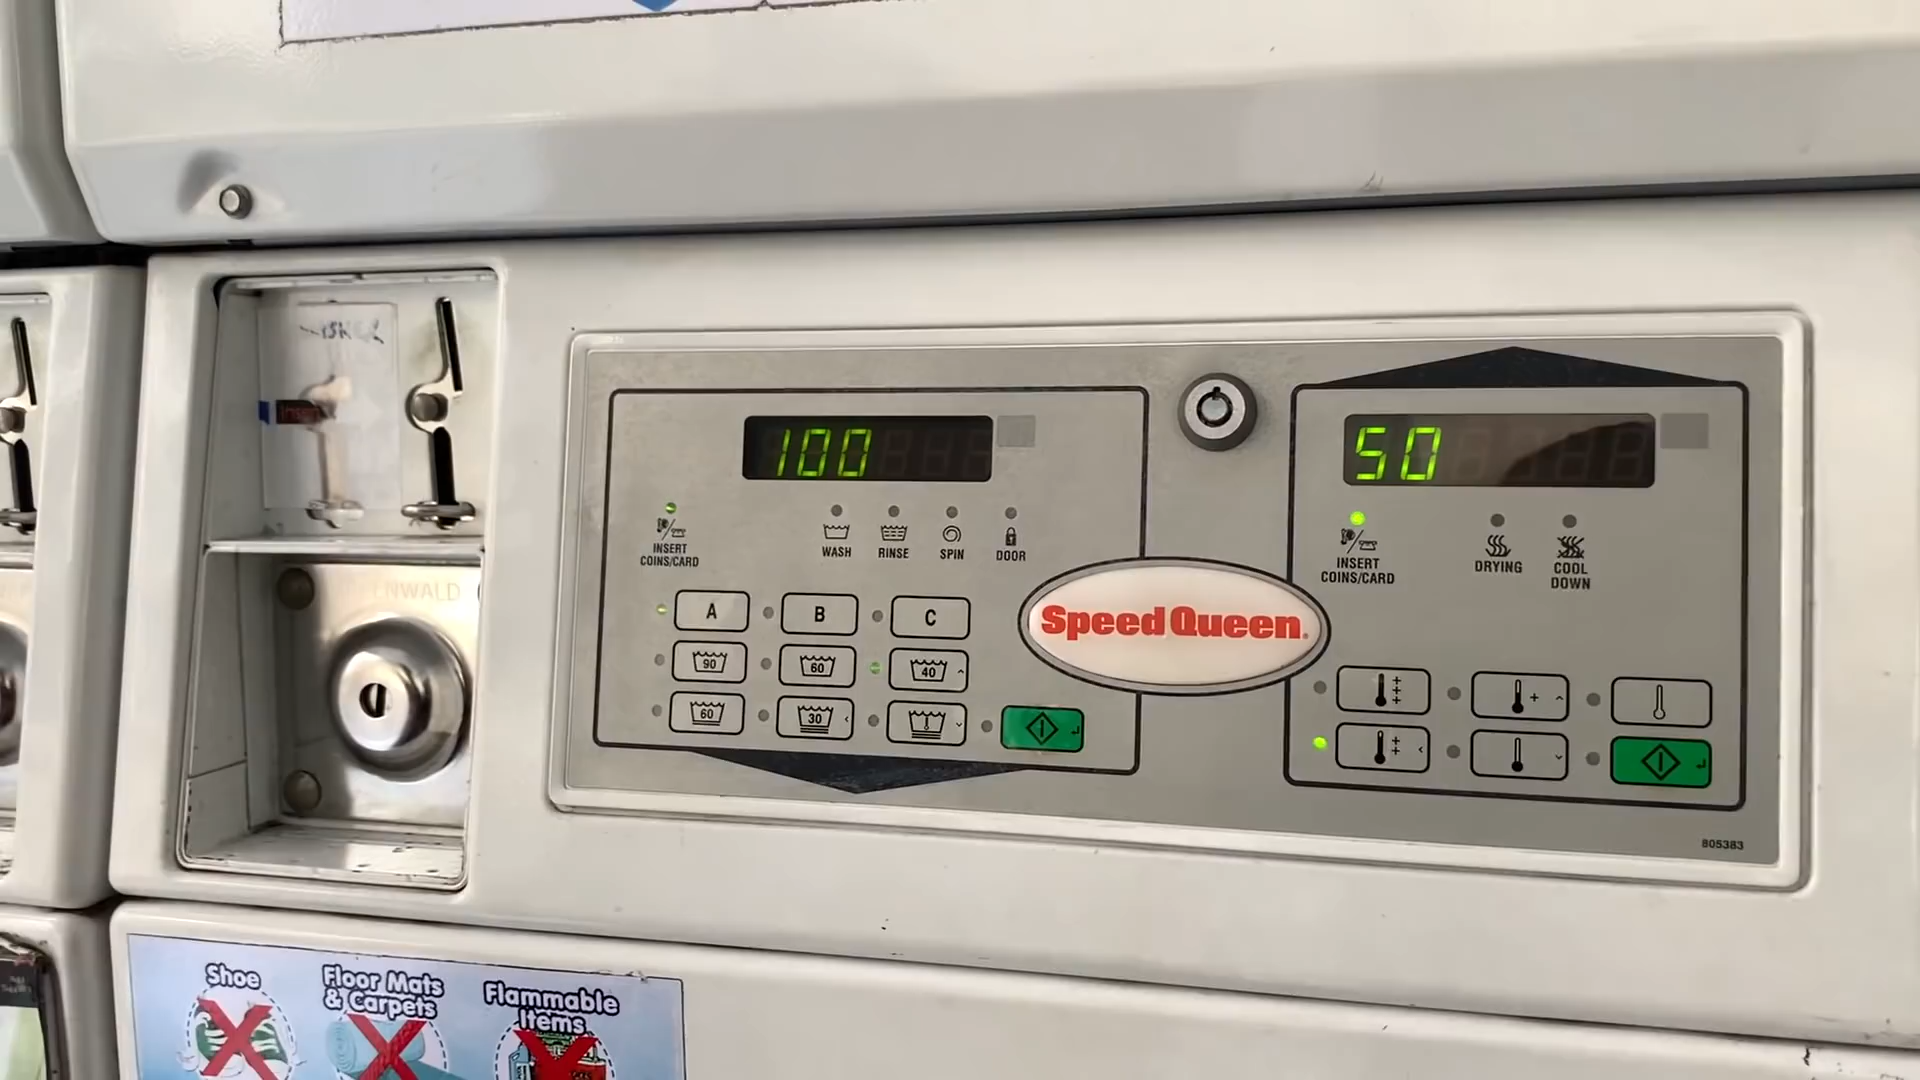 100
50
INSERT
COINS/CARD
WASH
RINSE
SPIN
DOOR
INSERT
COINS/CARD
DRYING
COOL
DOWN
A
B
C
Speed Queen
90
60
40
60
30
805383
Shoe
Floor Mats
& Carpets
Flammable
Items